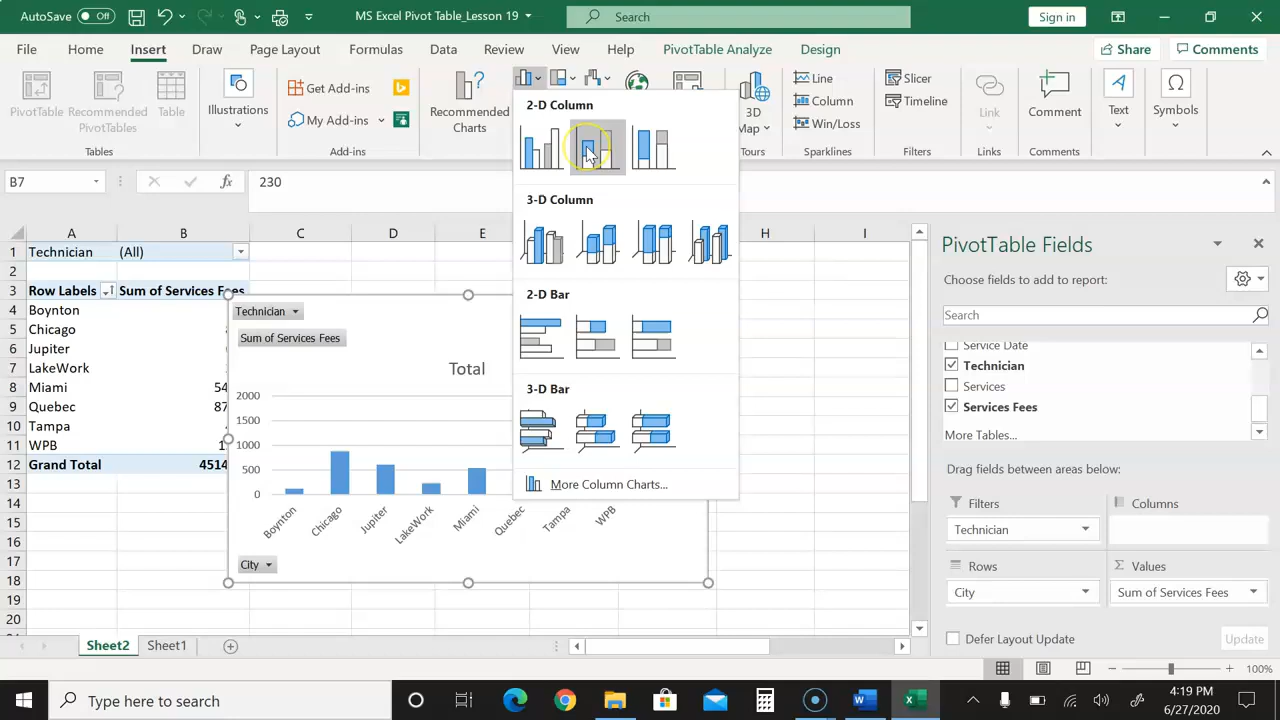 AutoSave Off
MS Excel Pivot Table_Lesson 19
Search
Sign in
File Home Insert Draw Page Layout Formulas Data Review View Help PivotTable Analyze Design Share Comments
PivotTable
Recommended
PivotTables
Table
Tables
Illustrations
Get Add-ins
My Add-ins
Add-ins
Recommended
Charts
3D
Map
Tours
Line
Column
Win/Loss
Sparklines
Slicer
Timeline
Filters
Link
Links
Comment
Comments
Text
Symbols
2-D Column
3-D Column
2-D Bar
3-D Bar
More Column Charts...
B7 fx 230
A B C D E H I
1 Technician (All)
2
3 Row Labels Sum of Services Fees
4 Boynton
5 Chicago
6 Jupiter
7 LakeWork
8 Miami 54
9 Quebec 87
10 Tampa
11 WPB 1
12 Grand Total 4514
13
14
15
16
17
18
19
20
Technician
Sum of Services Fees
Total
2000
1500
1000
500
0
Boynton Chicago Jupiter LakeWork Miami Quebec Tampa WPB
City
PivotTable Fields
Choose fields to add to report:
Search
Service Date
Technician
Services
Services Fees
More Tables...
Drag fields between areas below:
Filters Columns
Technician
Rows Σ Values
City Sum of Services Fees
Defer Layout Update Update
Sheet2 Sheet1
100%
Type here to search
4:19 PM
6/27/2020